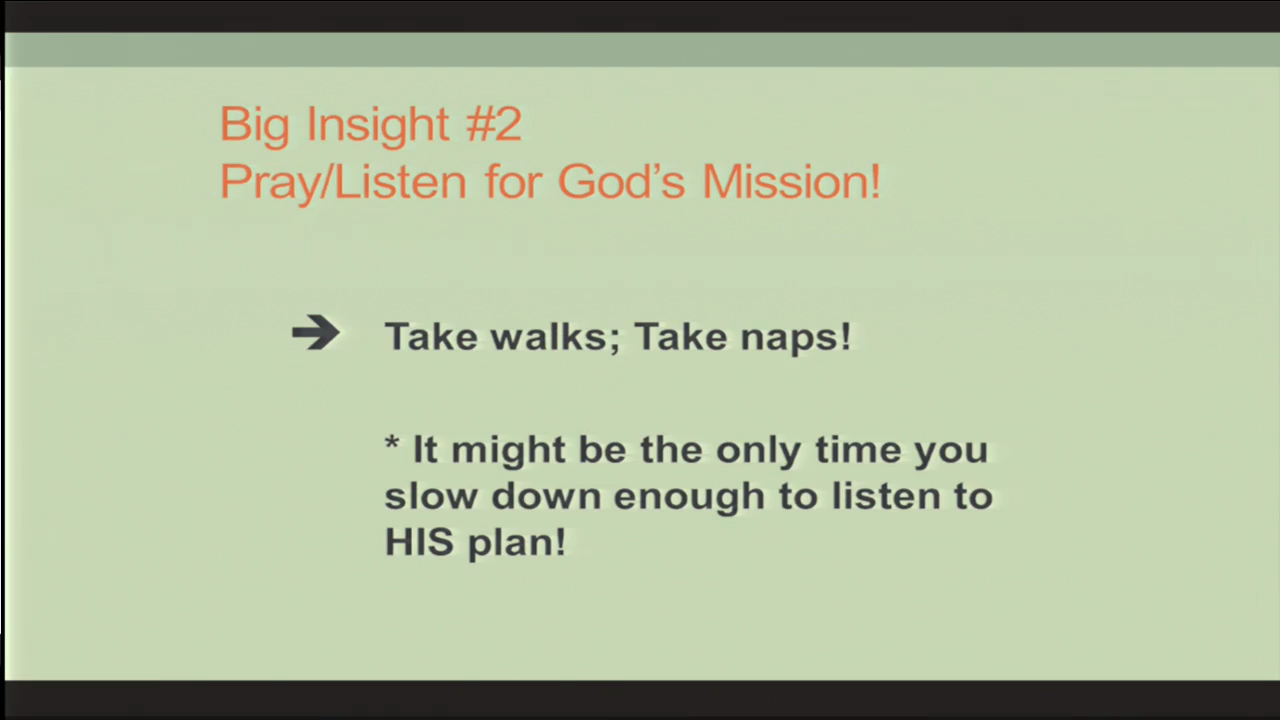 Big Insight #2
Pray/Listen for God's Mission!
➔ Take walks; Take naps!
* It might be the only time you
slow down enough to listen to
HIS plan!